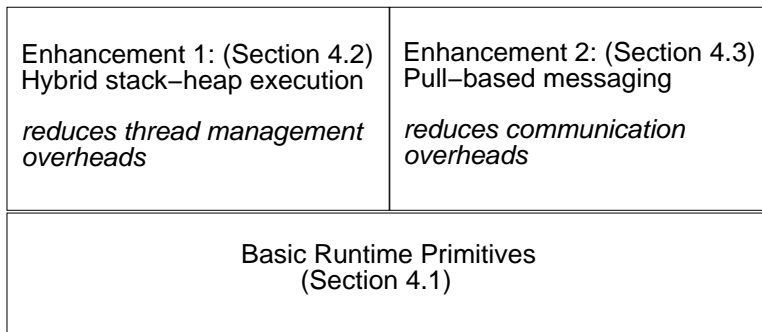 Enhancement 1: (Section 4.2)
Hybrid stack−heap execution
reduces thread management
overheads
Enhancement 2: (Section 4.3)
Pull−based messaging
reduces communication
overheads
Basic Runtime Primitives
(Section 4.1)